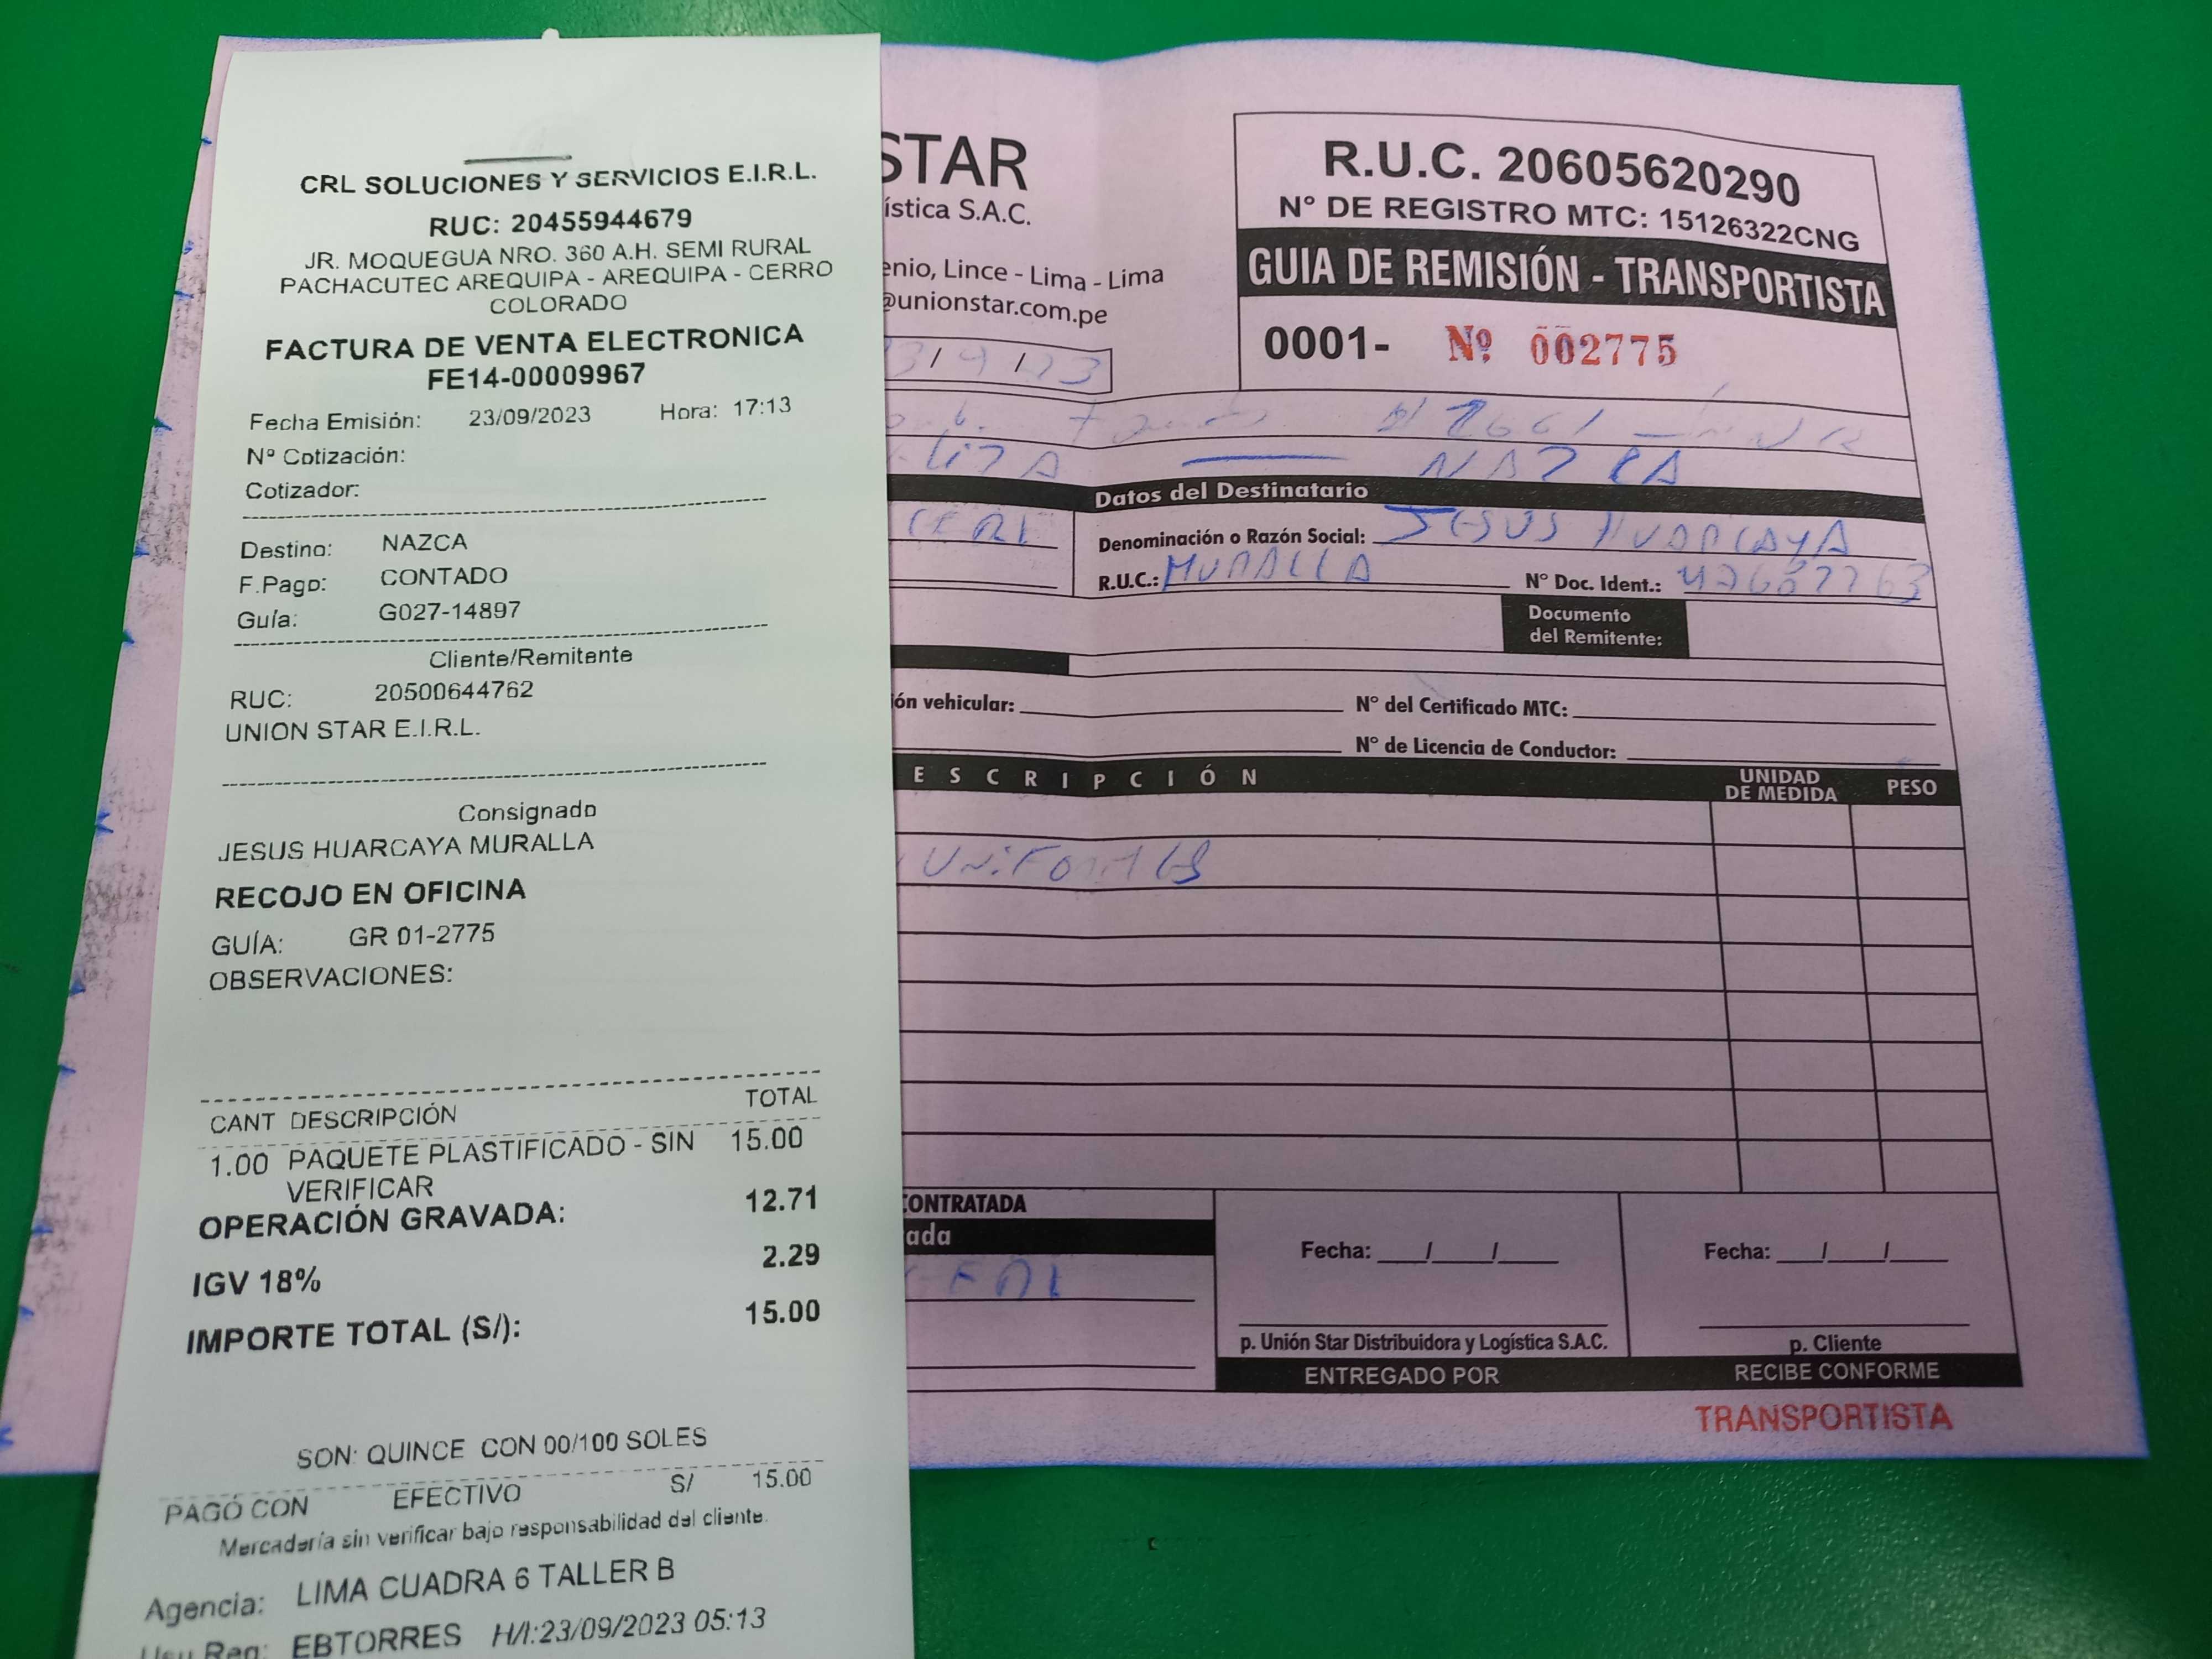 CRL SOLUCIONES Y SERVICIOS E.I.R.L.
RUC: 20455944679
JR. MOQUEGUA NRO. 360 A.H. SEMI RURAL
PACHACUTEC AREQUIPA - AREQUIPA - CERRO
COLORADO
FACTURA DE VENTA ELECTRONICA
FE14-00009967
Fecha Emisión: 23/09/2023 Hora: 17:13
Nº Cotización:
Cotizador:
Destino: NAZCA
F.Pago: CONTADO
Guía: G027-14897
Cliente/Remitente
RUC: 20500644762
UNION STAR E.I.R.L.
Consignado
JESUS HUARCAYA MURALLA
RECOJO EN OFICINA
GUÍA: GR 01-2775
OBSERVACIONES:
CANT DESCRIPCIÓN TOTAL
1.00 PAQUETE PLASTIFICADO - SIN 15.00
VERIFICAR
OPERACIÓN GRAVADA: 12.71
IGV 18% 2.29
IMPORTE TOTAL (S/): 15.00
SON: QUINCE CON 00/100 SOLES
PAGÓ CON EFECTIVO S/ 15.00
Mercadería sin verificar bajo responsabilidad del cliente.
Agencia: LIMA CUADRA 6 TALLER B
Usu Reg: EBTORRES H/I:23/09/2023 05:13
STAR
ística S.A.C.
enio, Lince - Lima - Lima
@unionstar.com.pe
3/9/23
R.U.C. 20605620290
N° DE REGISTRO MTC: 15126322CNG
GUIA DE REMISIÓN - TRANSPORTISTA
0001- Nº 002775
NAZCA
Datos del Destinatario
Denominación o Razón Social: JESUS HUARCAYA
R.U.C.: MURALLA N° Doc. Ident.:
Documento
del Remitente:
ión vehicular: N° del Certificado MTC:
N° de Licencia de Conductor:
ESCRIPCIÓN UNIDAD DE MEDIDA PESO
UNIFORMES
CONTRATADA
ada
Fecha: / /
p. Unión Star Distribuidora y Logística S.A.C.
ENTREGADO POR
Fecha: / /
p. Cliente
RECIBE CONFORME
TRANSPORTISTA